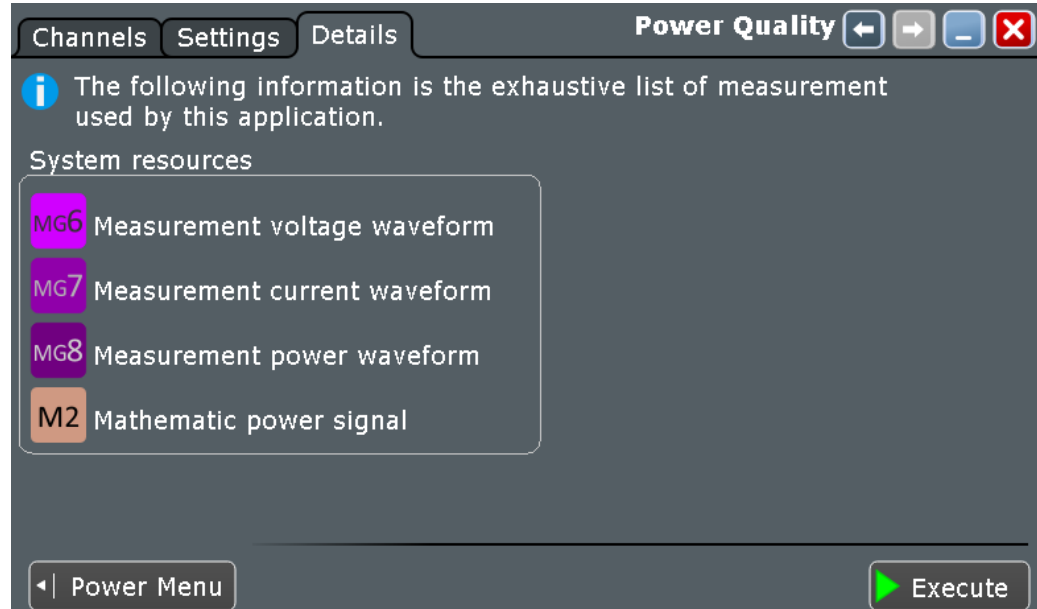 Channels Settings Details Power Quality
The following information is the exhaustive list of measurement
used by this application.
System resources
MG6 Measurement voltage waveform
MG7 Measurement current waveform
MG8 Measurement power waveform
M2 Mathematic power signal
Power Menu Execute